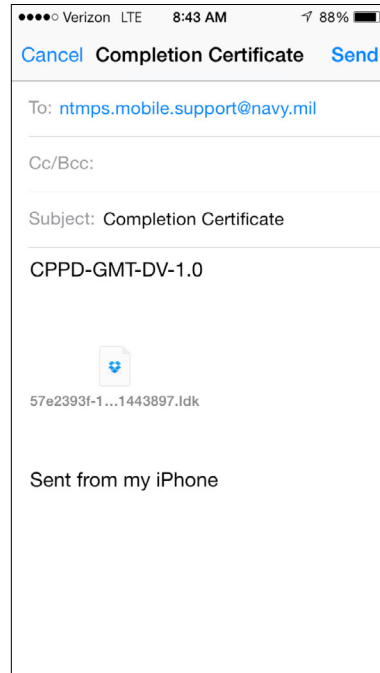 Verizon LTE 8:43 AM 88%
Cancel Completion Certificate Send
To: ntmps.mobile.support@navy.mil
Cc/Bcc:
Subject: Completion Certificate
CPPD-GMT-DV-1.0
57e2393f-1...1443897.ldk
Sent from my iPhone